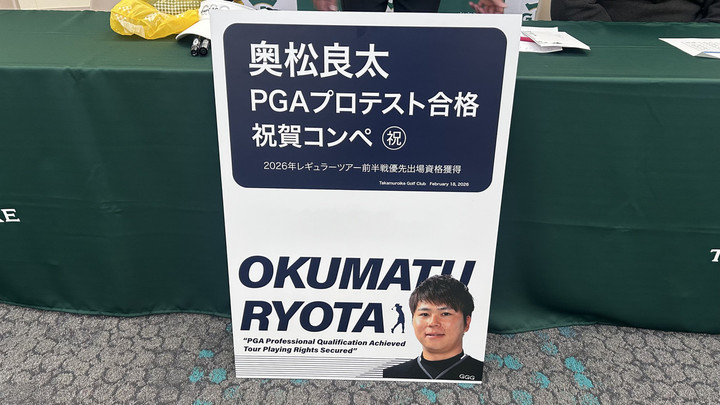 奥松良太
PGAプロテスト合格
祝賀コンペ ㊗
2026年レギュラーツアー前半戦優先出場資格獲得
Takamuroike Golf Club February 18, 2026
OKUMATU
RYOTA
"PGA Professional Qualification Achieved
Tour Playing Rights Secured"
GGG